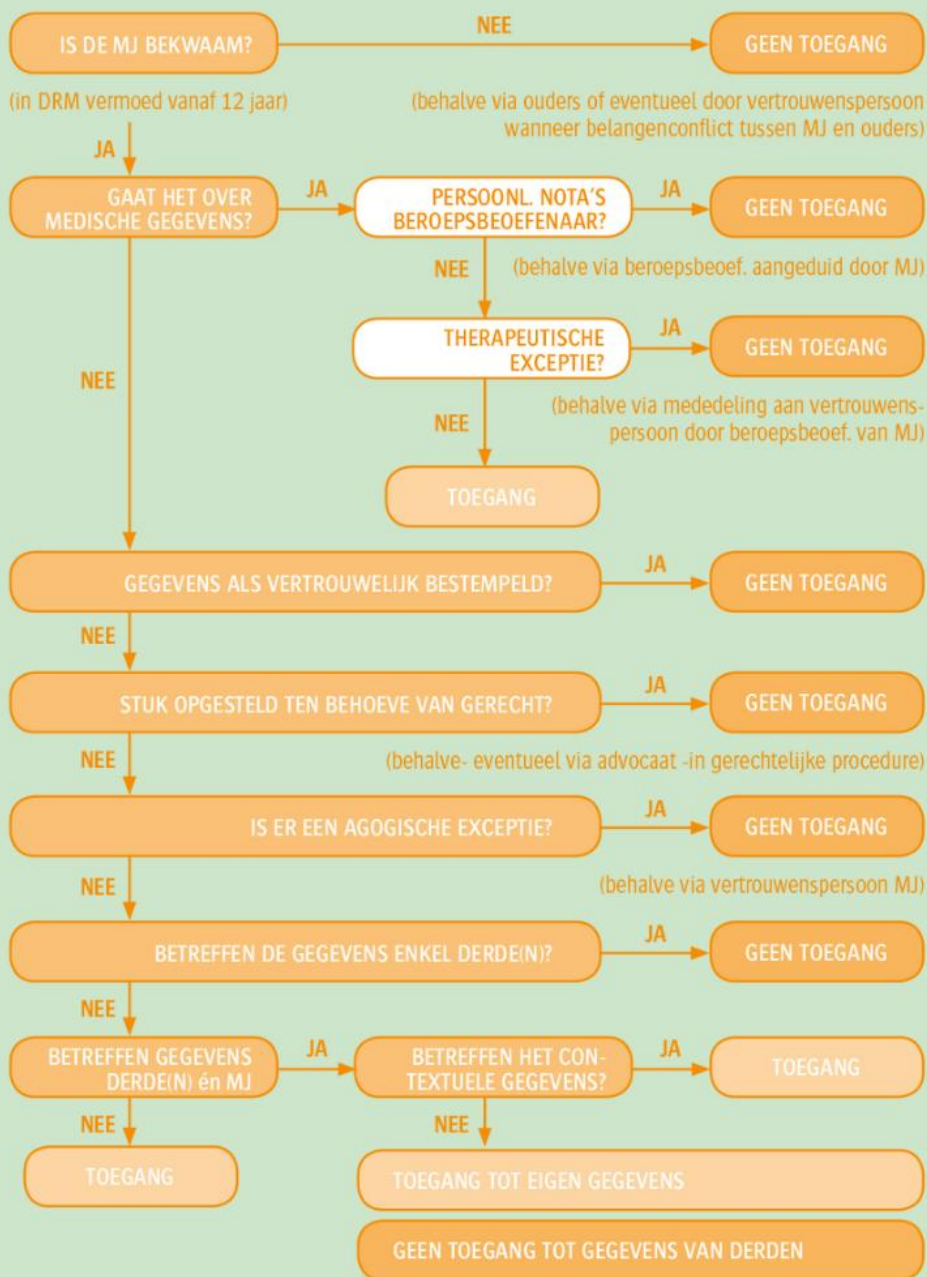 IS DE MJ BEKWAAM?
NEE
GEEN TOEGANG
(in DRM vermoed vanaf 12 jaar)
(behalve via ouders of eventueel door vertrouwenspersoon
wanneer belangenconflict tussen MJ en ouders)
JA
GAAT HET OVER
MEDISCHE GEGEVENS?
JA
PERSOONL. NOTA'S
BEROEPSBEOEFENAAR?
JA
GEEN TOEGANG
NEE
(behalve via beroepsbeoef. aangeduid door MJ)
THERAPEUTISCHE
EXCEPTIE?
JA
GEEN TOEGANG
NEE
(behalve via mededeling aan vertrouwens-
persoon door beroepsbeoef. van MJ)
NEE
TOEGANG
GEGEVENS ALS VERTROUWELIJK BESTEMPELD?
JA
GEEN TOEGANG
NEE
STUK OPGESTELD TEN BEHOEVE VAN GERECHT?
JA
GEEN TOEGANG
NEE
(behalve- eventueel via advocaat -in gerechtelijke procedure)
IS ER EEN AGOGISCHE EXCEPTIE?
JA
GEEN TOEGANG
NEE
(behalve via vertrouwenspersoon MJ)
BETREFFEN DE GEGEVENS ENKEL DERDE(N)?
JA
GEEN TOEGANG
NEE
BETREFFEN GEGEVENS
DERDE(N) én MJ
JA
BETREFFEN HET CON-
TEXTUELE GEGEVENS?
JA
TOEGANG
NEE
NEE
TOEGANG
TOEGANG TOT EIGEN GEGEVENS
GEEN TOEGANG TOT GEGEVENS VAN DERDEN